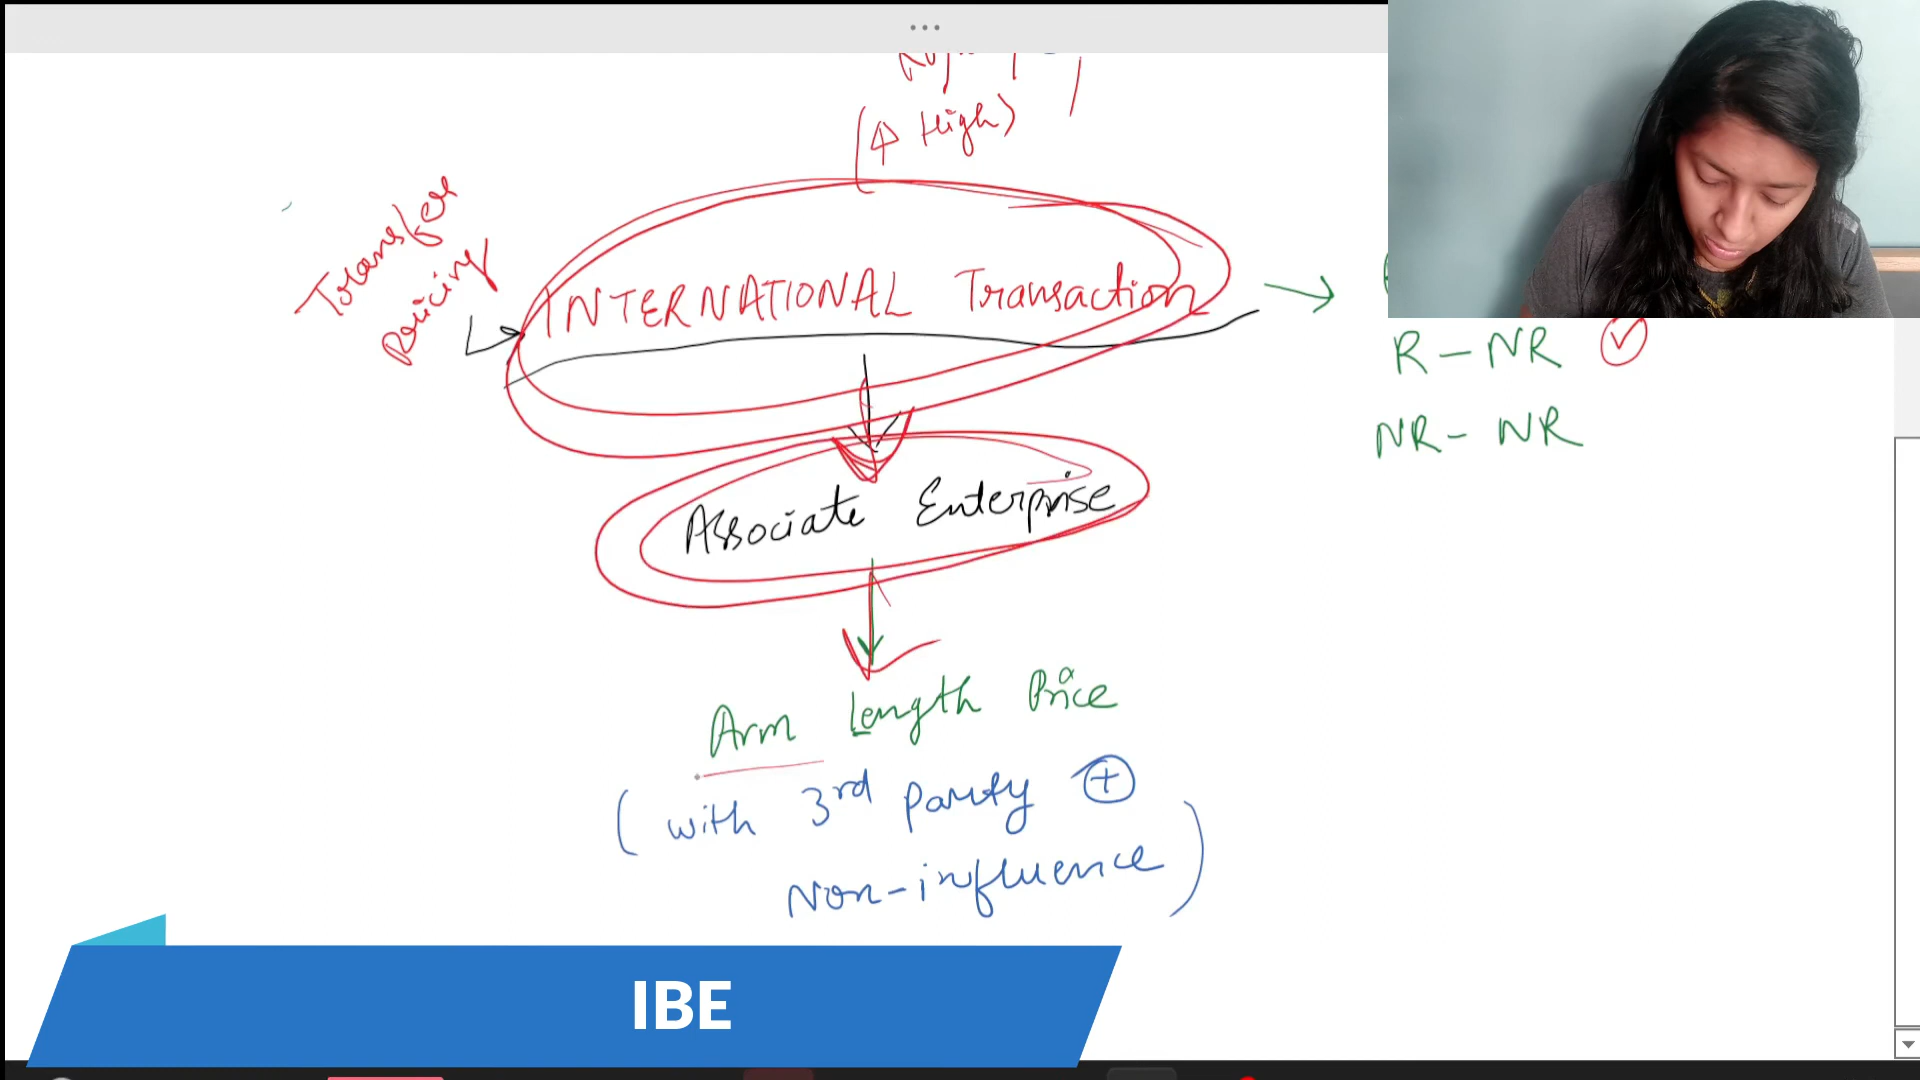 (↑ High)
Transfer
Pricing
INTERNATIONAL Transaction
R - NR
NR - NR
Associate Enterprise
Arm Length Price
(with 3rd party +
Non-influence)
IBE